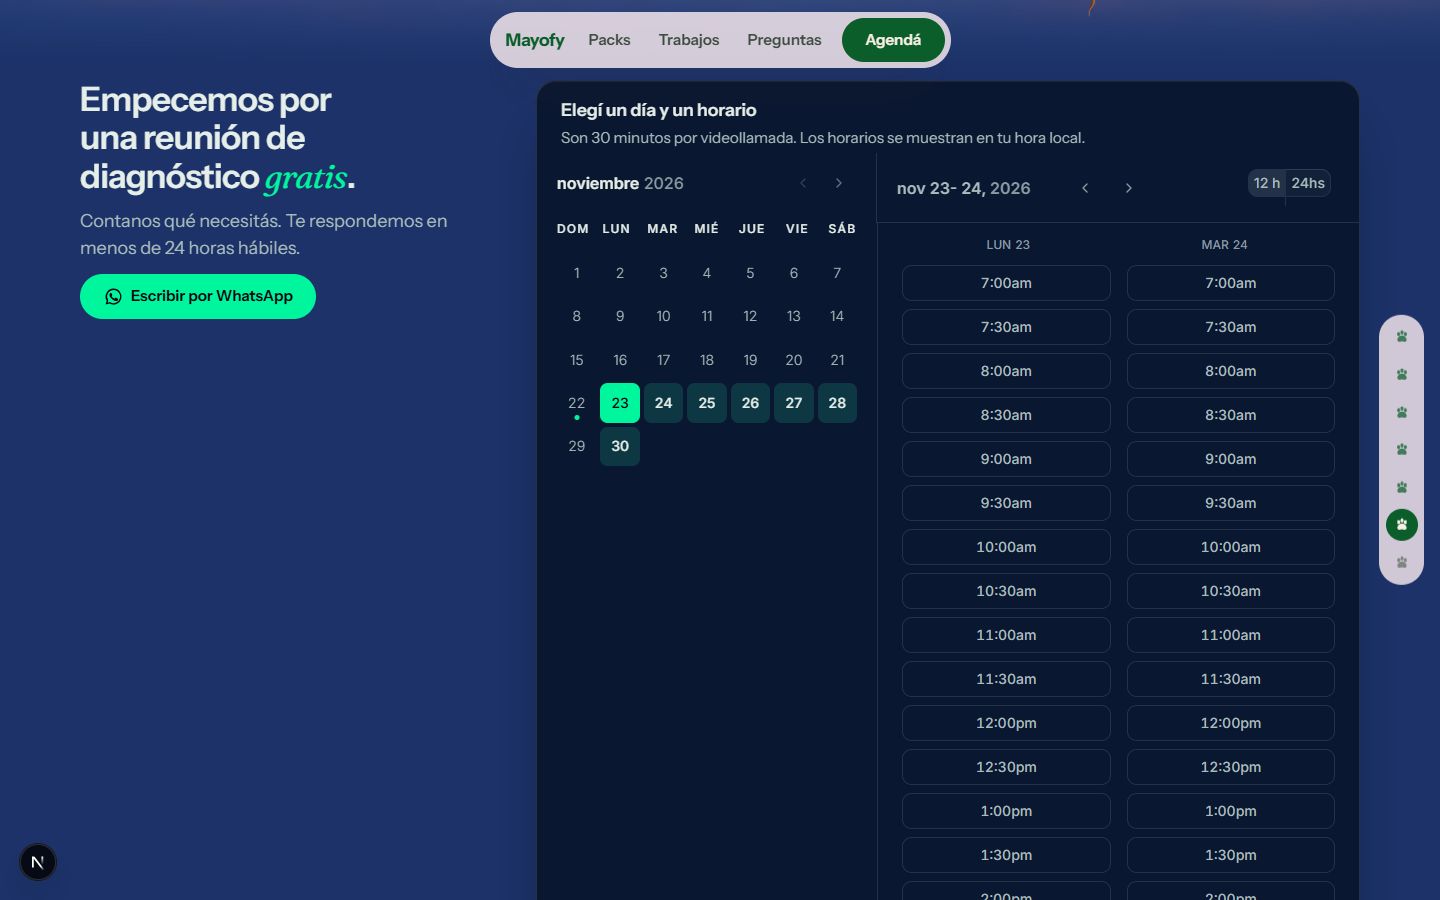 Mayofy Packs Trabajos Preguntas Agendá
Empecemos por
una reunión de
diagnóstico gratis.
Contanos qué necesitás. Te respondemos en
menos de 24 horas hábiles.
Escribir por WhatsApp
Elegí un día y un horario
Son 30 minutos por videollamada. Los horarios se muestran en tu hora local.
noviembre 2026
DOM LUN MAR MIÉ JUE VIE SÁB
1 2 3 4 5 6 7
8 9 10 11 12 13 14
15 16 17 18 19 20 21
22 23 24 25 26 27 28
29 30
nov 23- 24, 2026
12 h 24hs
LUN 23 MAR 24
7:00am 7:00am
7:30am 7:30am
8:00am 8:00am
8:30am 8:30am
9:00am 9:00am
9:30am 9:30am
10:00am 10:00am
10:30am 10:30am
11:00am 11:00am
11:30am 11:30am
12:00pm 12:00pm
12:30pm 12:30pm
1:00pm 1:00pm
1:30pm 1:30pm
2:00pm 2:00pm
N